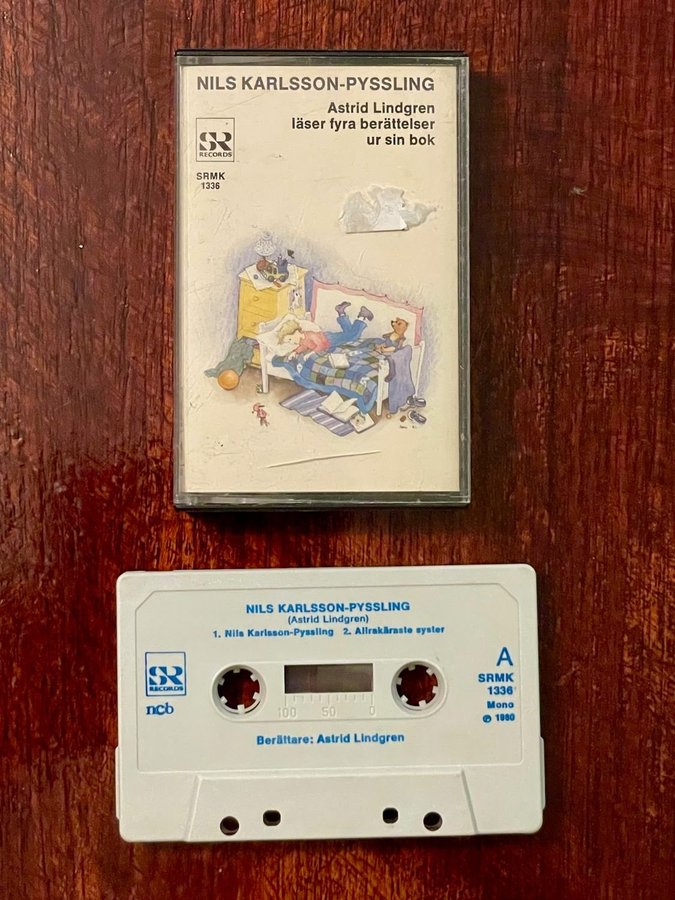 NILS KARLSSON-PYSSLING
Astrid Lindgren
läser fyra berättelser
ur sin bok
SR
RECORDS
SRMK
1336
NILS KARLSSON-PYSSLING
(Astrid Lindgren)
1. Nils Karlsson-Pyssling 2. Allrakäraste syster
A
SR
RECORDS
SRMK
1336
ncb
Mono
℗ 1980
100 50 0
Berättare: Astrid Lindgren